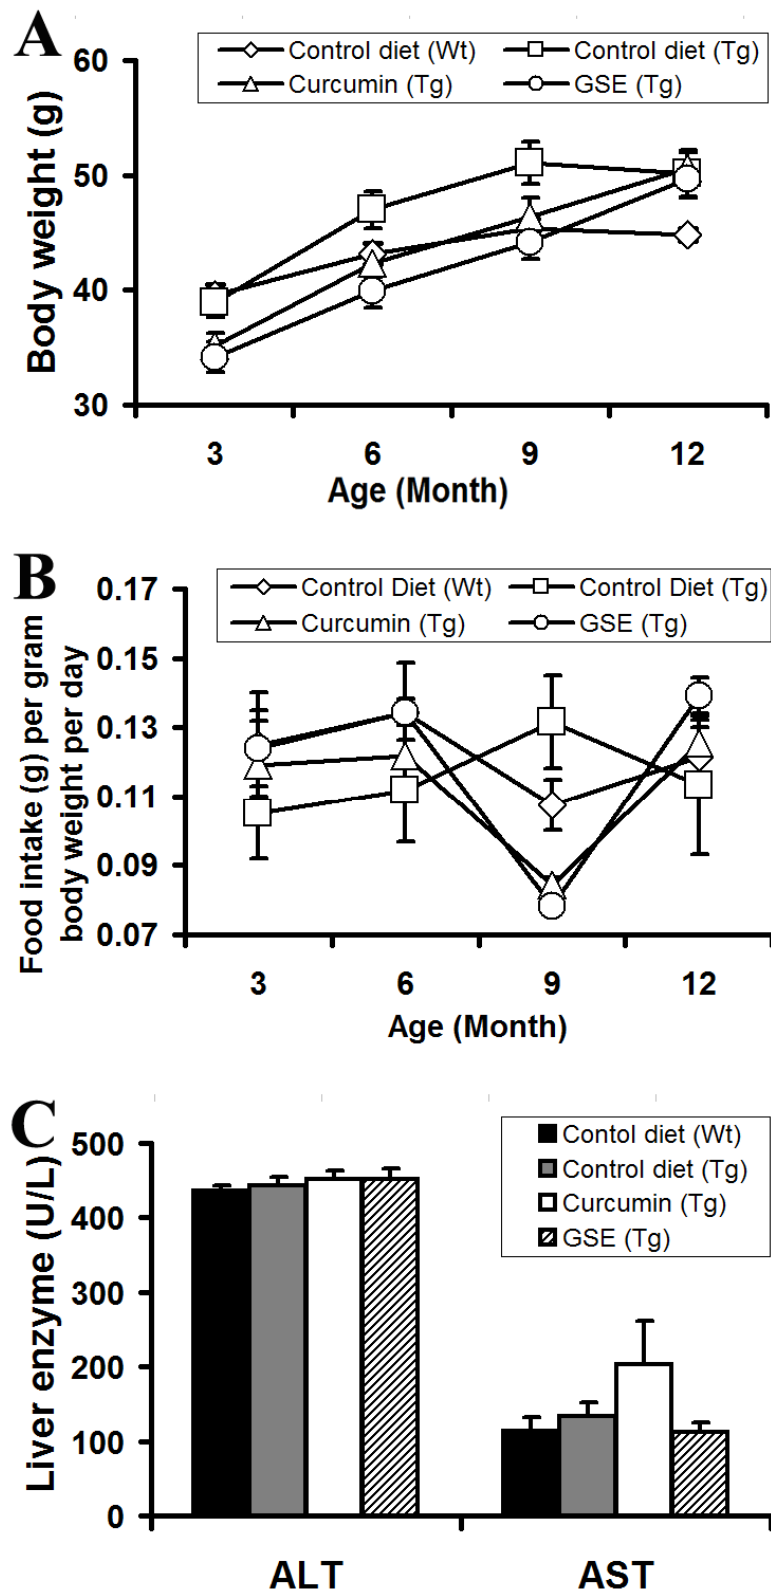 A
Control diet (Wt) Control diet (Tg)
Curcumin (Tg) GSE (Tg)
Body weight (g)
60
50
40
30
3 6 9 12
Age (Month)
B
Control Diet (Wt) Control Diet (Tg)
Curcumin (Tg) GSE (Tg)
Food intake (g) per gram
body weight per day
0.17
0.15
0.13
0.11
0.09
0.07
3 6 9 12
Age (Month)
C
Contol diet (Wt)
Control diet (Tg)
Curcumin (Tg)
GSE (Tg)
Liver enzyme (U/L)
500
400
300
200
100
0
ALT AST